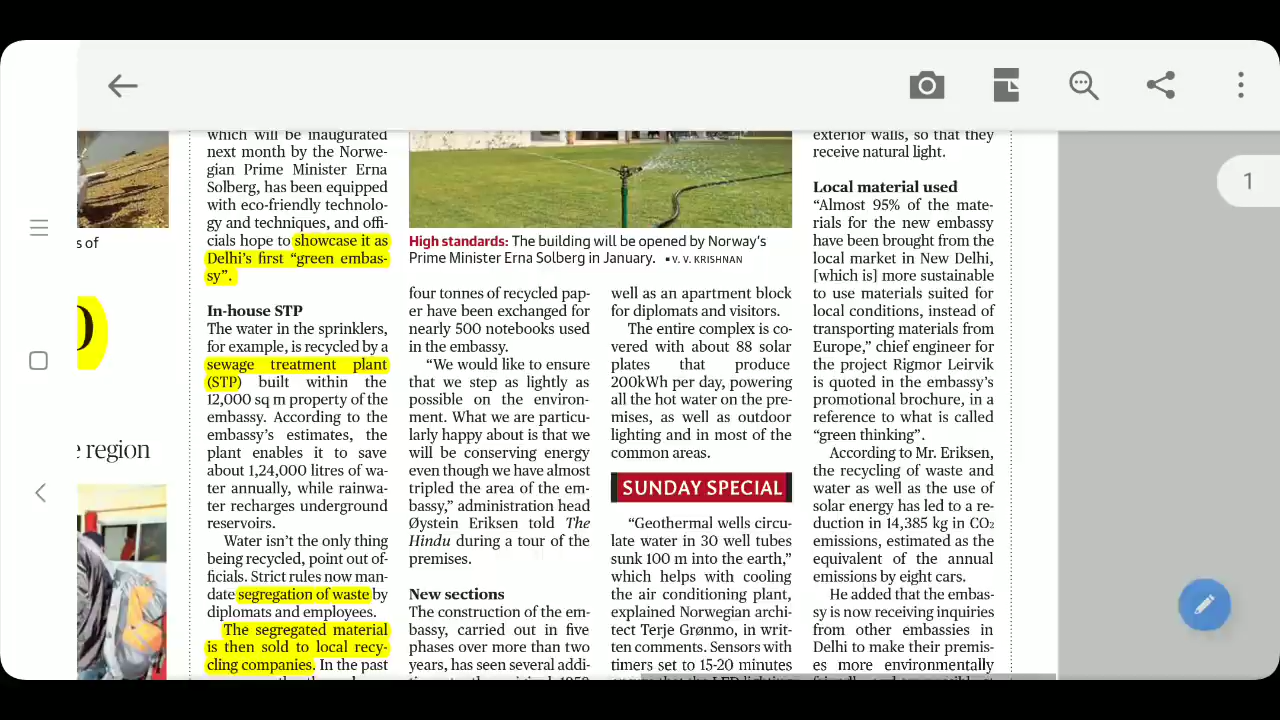 1
s of
)
e region
which will be inaugurated
next month by the Norwe-
gian Prime Minister Erna
Solberg, has been equipped
with eco-friendly technolo-
gy and techniques, and offi-
cials hope to showcase it as
Delhi's first “green embas-
sy”.
In-house STP
The water in the sprinklers,
for example, is recycled by a
sewage treatment plant
(STP) built within the
12,000 sq m property of the
embassy. According to the
embassy's estimates, the
plant enables it to save
about 1,24,000 litres of wa-
ter annually, while rainwa-
ter recharges underground
reservoirs.
Water isn't the only thing
being recycled, point out of-
ficials. Strict rules now man-
date segregation of waste by
diplomats and employees.
The segregated material
is then sold to local recy-
cling companies. In the past
High standards: The building will be opened by Norway's
Prime Minister Erna Solberg in January. ▪ V. V. KRISHNAN
four tonnes of recycled pap-
er have been exchanged for
nearly 500 notebooks used
in the embassy.
“We would like to ensure
that we step as lightly as
possible on the environ-
ment. What we are particu-
larly happy about is that we
will be conserving energy
even though we have almost
tripled the area of the em-
bassy,” administration head
Øystein Eriksen told The
Hindu during a tour of the
premises.
New sections
The construction of the em-
bassy, carried out in five
phases over more than two
years, has seen several addi-
well as an apartment block
for diplomats and visitors.
The entire complex is co-
vered with about 88 solar
plates that produce
200kWh per day, powering
all the hot water on the pre-
mises, as well as outdoor
lighting and in most of the
common areas.
SUNDAY SPECIAL
“Geothermal wells circu-
late water in 30 well tubes
sunk 100 m into the earth,”
which helps with cooling
the air conditioning plant,
explained Norwegian archi-
tect Terje Grønmo, in writ-
ten comments. Sensors with
timers set to 15-20 minutes
exterior walls, so that they
receive natural light.
Local material used
“Almost 95% of the mate-
rials for the new embassy
have been brought from the
local market in New Delhi,
[which is] more sustainable
to use materials suited for
local conditions, instead of
transporting materials from
Europe,” chief engineer for
the project Rigmor Leirvik
is quoted in the embassy's
promotional brochure, in a
reference to what is called
“green thinking”.
According to Mr. Eriksen,
the recycling of waste and
water as well as the use of
solar energy has led to a re-
duction in 14,385 kg in CO₂
emissions, estimated as the
equivalent of the annual
emissions by eight cars.
He added that the embas-
sy is now receiving inquiries
from other embassies in
Delhi to make their premis-
es more environmentally